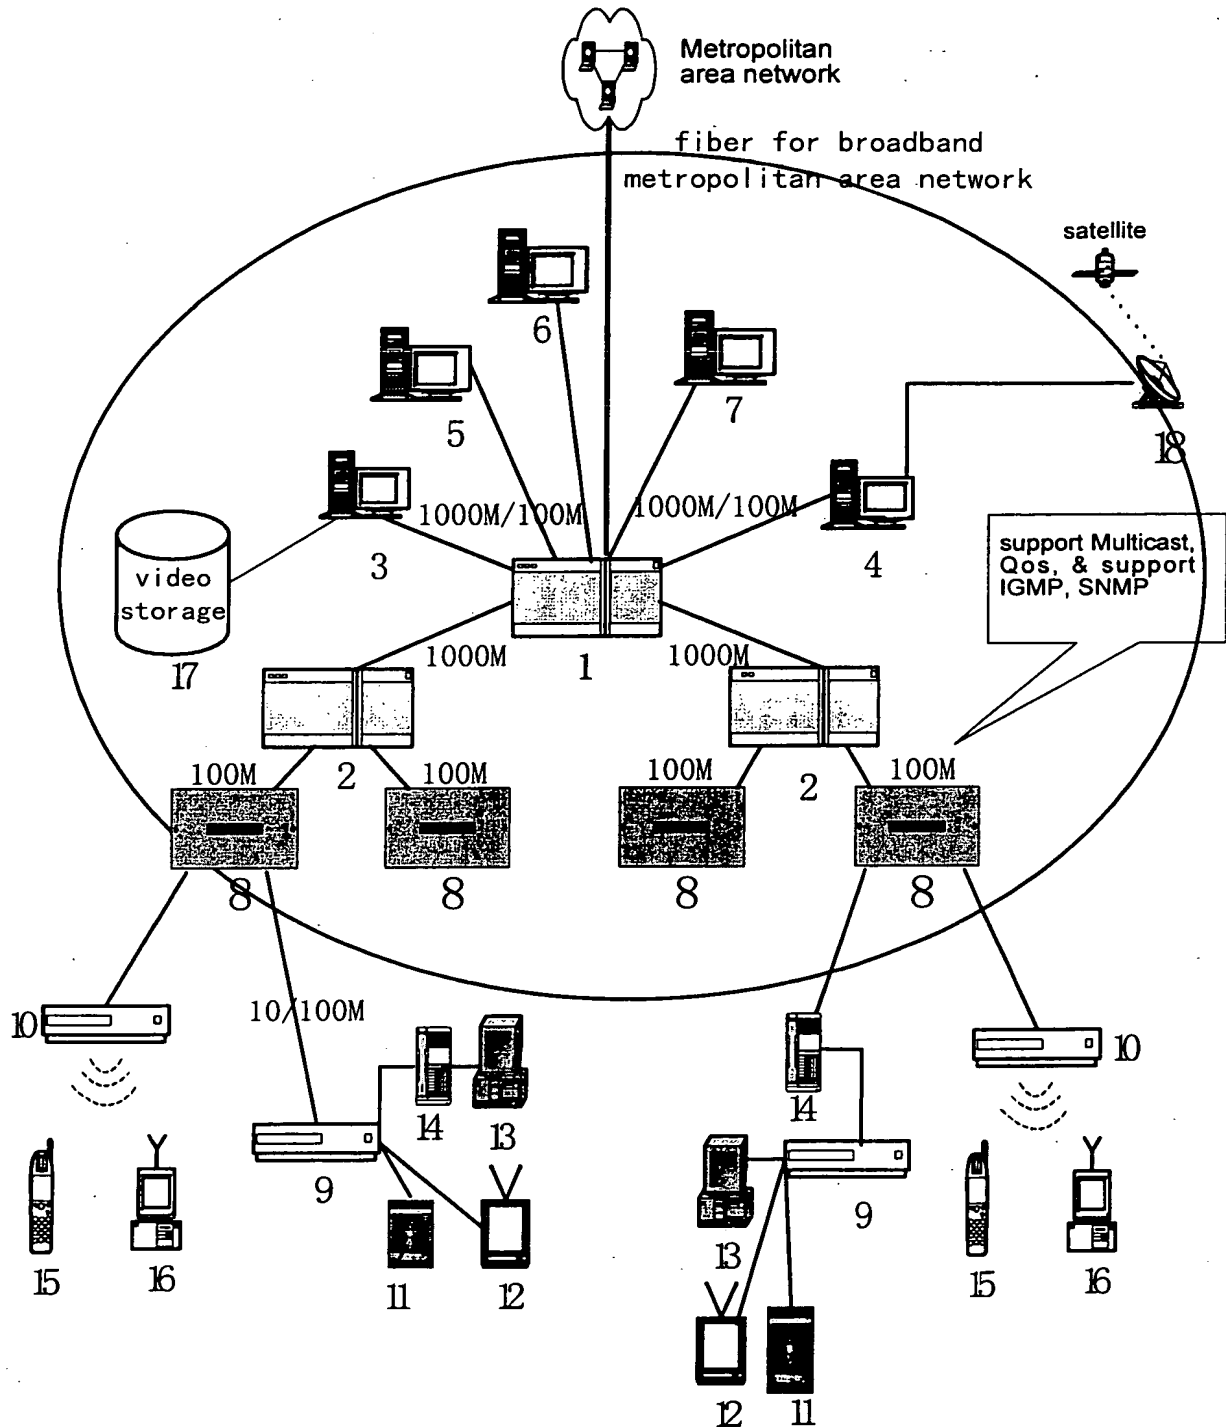 Metropolitan
area network
fiber for broadband
metropolitan area network
satellite
6
7
5
18
1000M/100M
1000M/100M
3
4
support Multicast,
Qos, & support
IGMP, SNMP
video
storage
17
1000M
1
1000M
2
2
100M
100M
100M
100M
8
8
8
8
10
10/100M
10
14
13
14
9
9
13
15
16
11
12
15
16
12
11